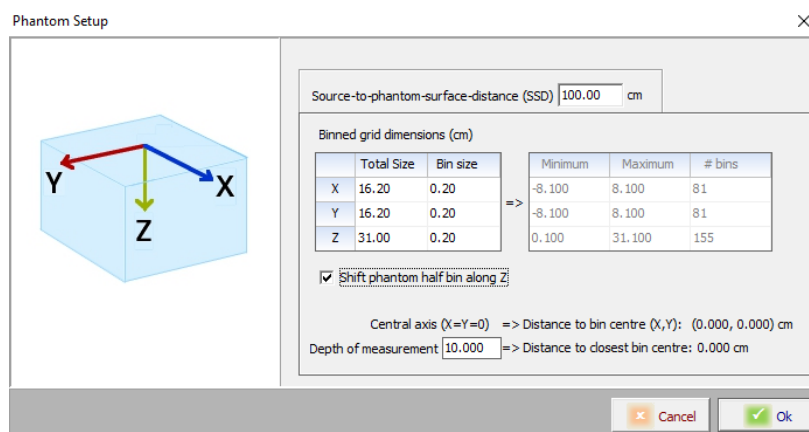 Phantom Setup
Y
X
Z
Source-to-phantom-surface-distance (SSD) 100.00 cm
Binned grid dimensions (cm)
Total Size Bin size Minimum Maximum # bins
X 16.20 0.20 -8.100 8.100 81
=>
Y 16.20 0.20 -8.100 8.100 81
Z 31.00 0.20 0.100 31.100 155
Shift phantom half bin along Z
Central axis (X=Y=0) => Distance to bin centre (X,Y): (0.000, 0.000) cm
Depth of measurement 10.000 => Distance to closest bin centre: 0.000 cm
Cancel Ok